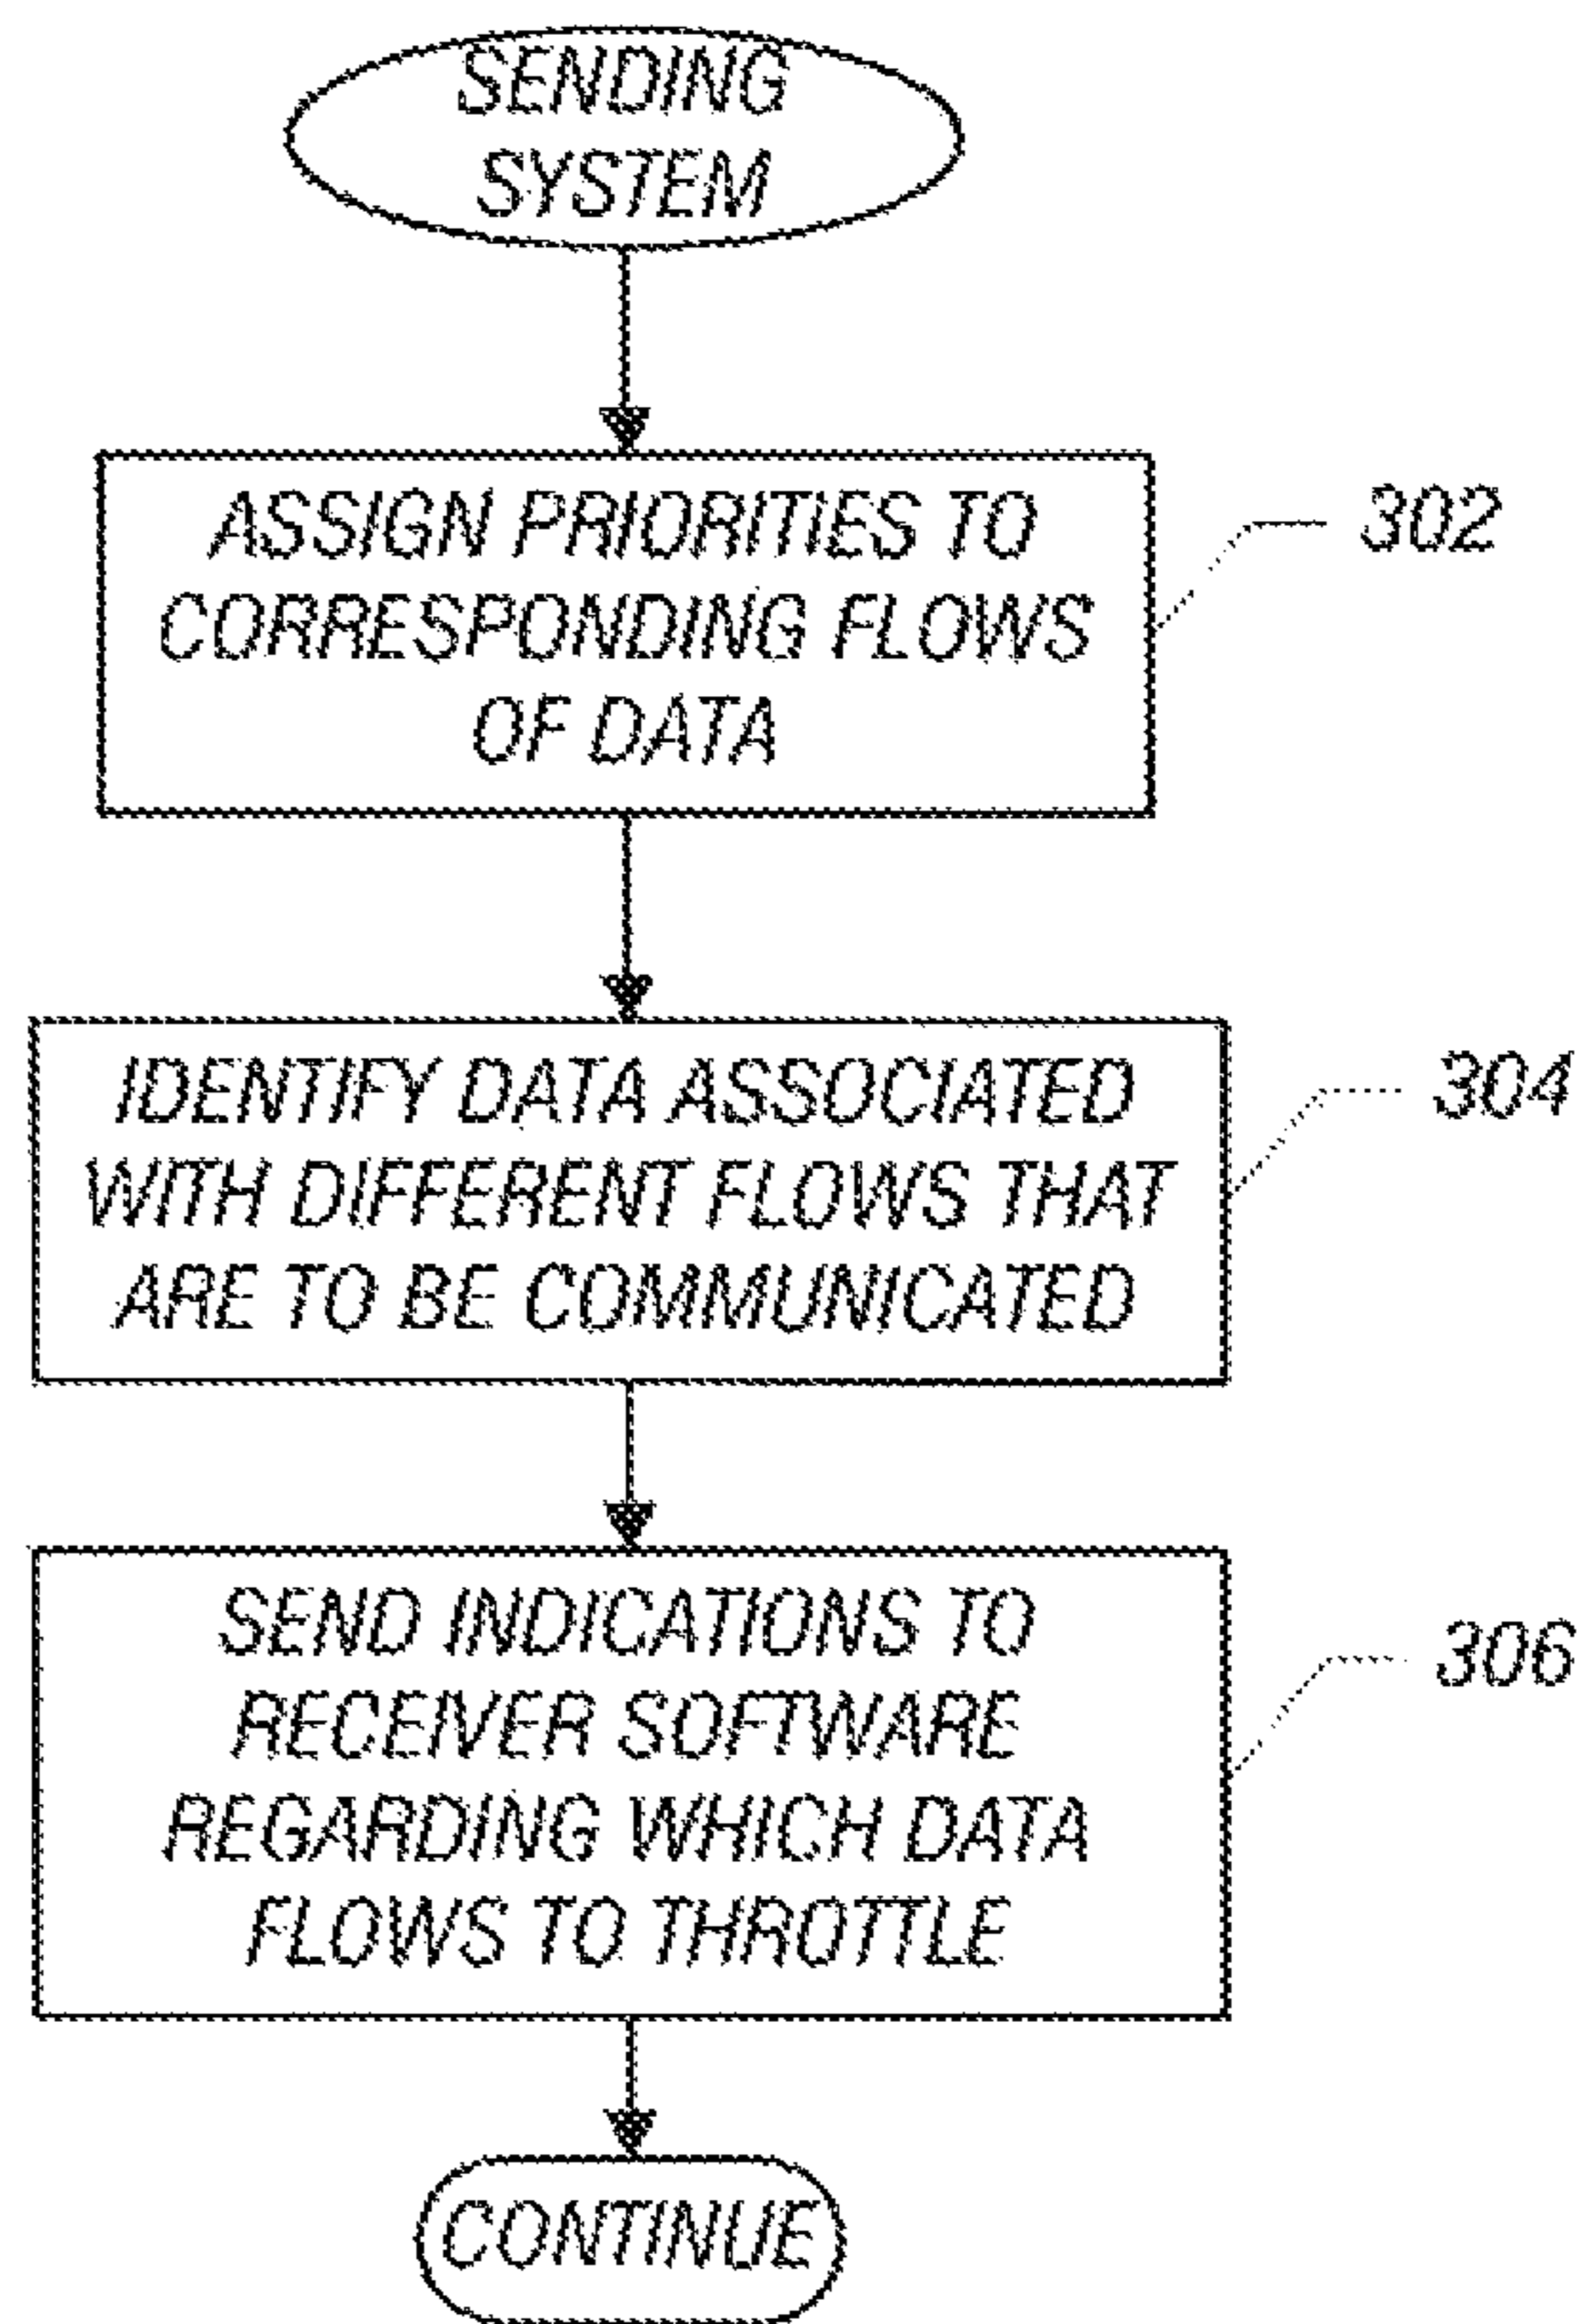 SENDING
SYSTEM
ASSIGN PRIORITIES TO
CORRESPONDING FLOWS
OF DATA
302
IDENTIFY DATA ASSOCIATED
WITH DIFFERENT FLOWS THAT
ARE TO BE COMMUNICATED
304
SEND INDICATIONS TO
RECEIVER SOFTWARE
REGARDING WHICH DATA
FLOWS TO THROTTLE
306
CONTINUE